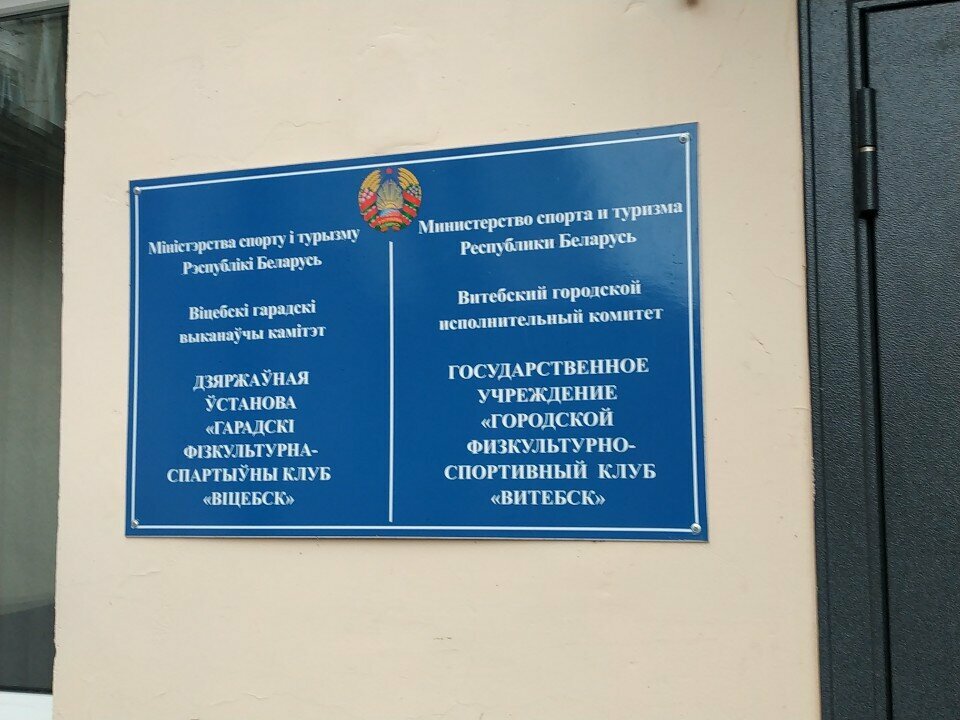 Міністэрства спорту і турызму
Рэспублікі Беларусь
Віцебскі гарадскі
выканаўчы камітэт
ДЗЯРЖАЎНАЯ
ЎСТАНОВА
«ГАРАДСКІ
ФІЗКУЛЬТУРНА-
СПАРТЫЎНЫ КЛУБ
«ВІЦЕБСК»
Министерство спорта и туризма
Республики Беларусь
Витебский городской
исполнительный комитет
ГОСУДАРСТВЕННОЕ
УЧРЕЖДЕНИЕ
«ГОРОДСКОЙ
ФИЗКУЛЬТУРНО-
СПОРТИВНЫЙ КЛУБ
«ВИТЕБСК»